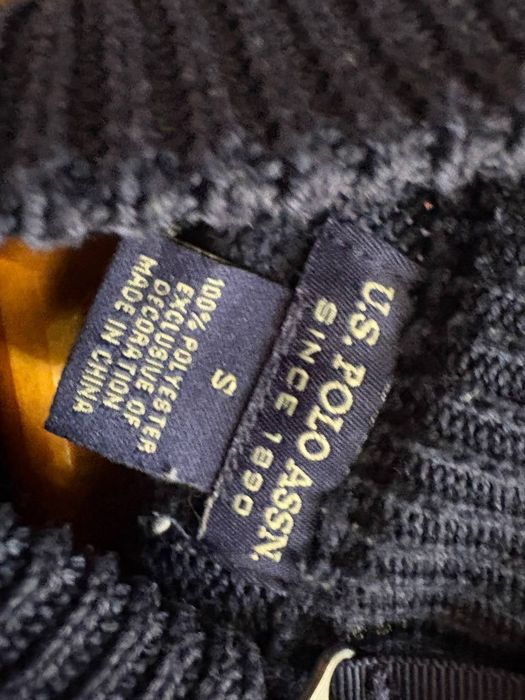 U.S. POLO ASSN.
SINCE 1890
S
100% POLYESTER
EXCLUSIVE OF
DECORATION
MADE IN CHINA